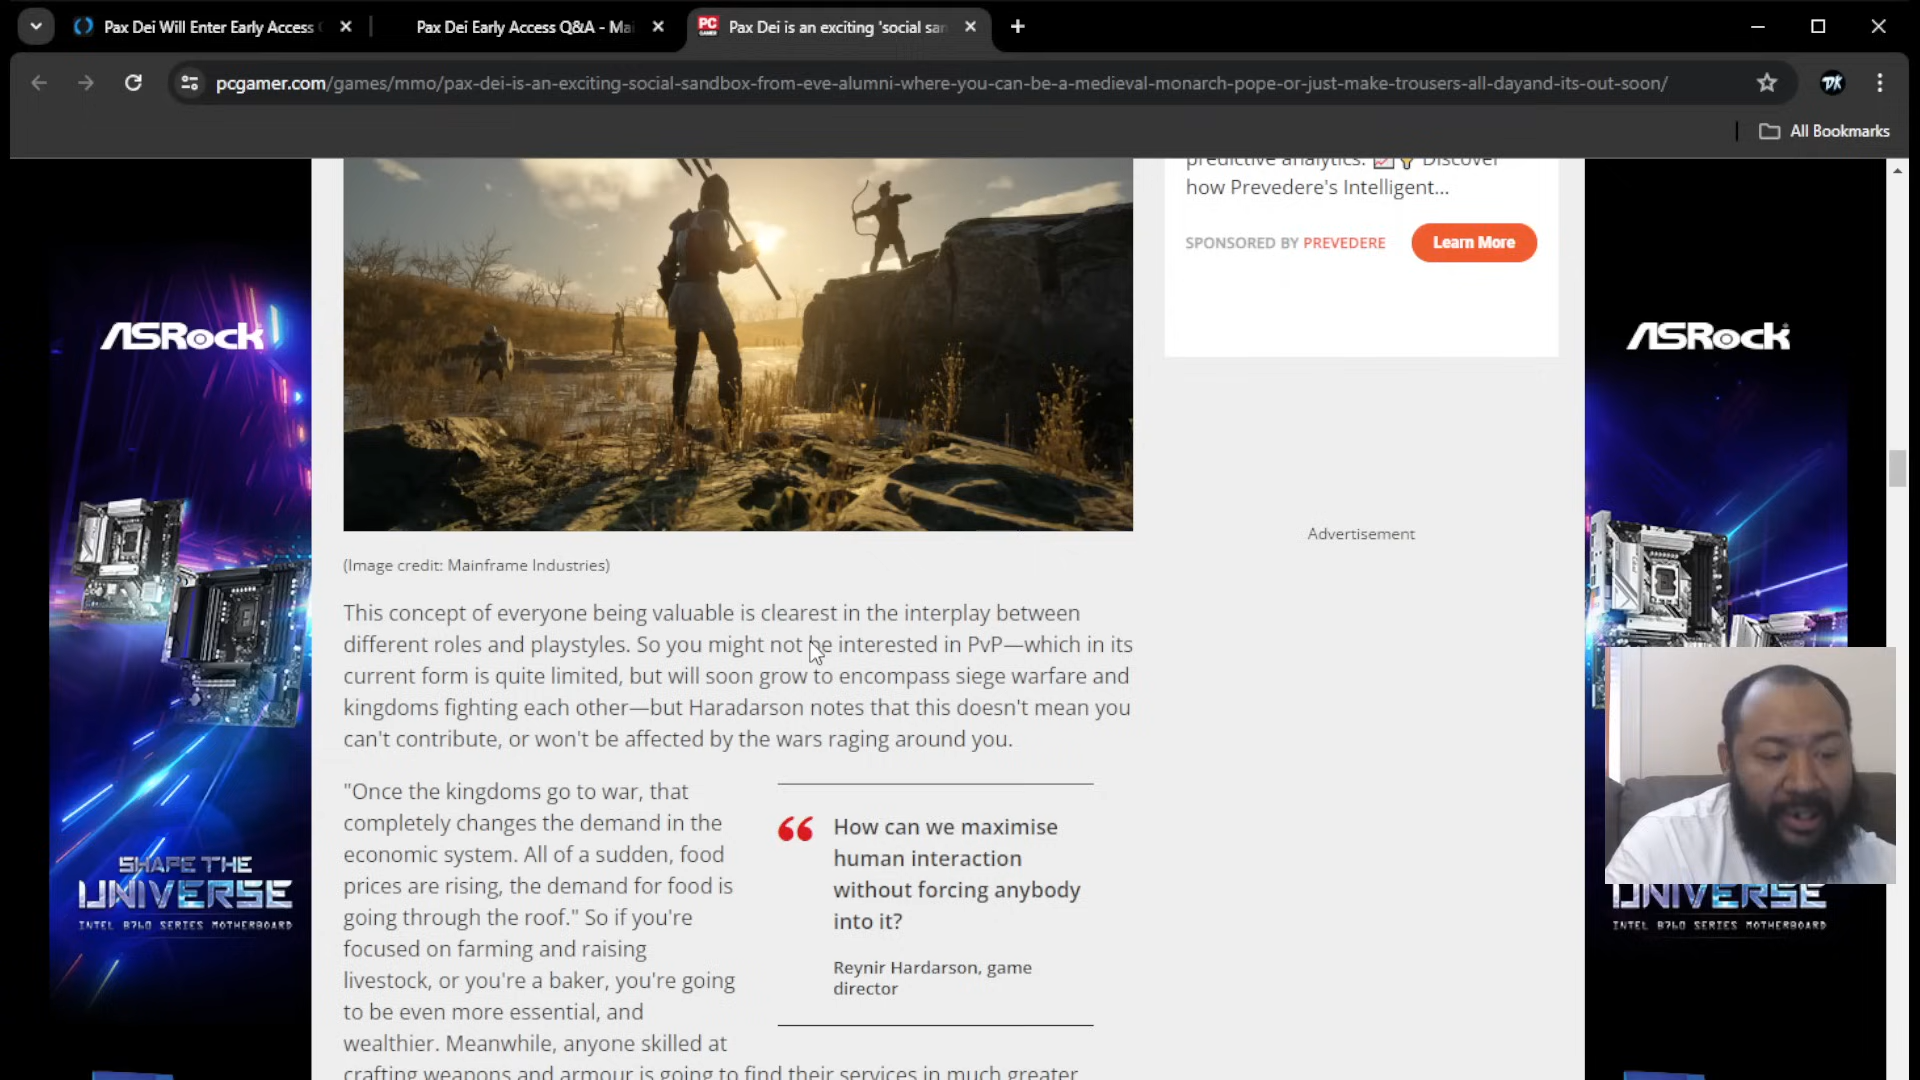 Pax Dei Will Enter Early Access
Pax Dei Early Access Q&A - Mai
PC GAMER
Pax Dei is an exciting 'social san
pcgamer.com/games/mmo/pax-dei-is-an-exciting-social-sandbox-from-eve-alumni-where-you-can-be-a-medieval-monarch-pope-or-just-make-trousers-all-dayand-its-out-soon/
DK
All Bookmarks
predictive analytics. 📈💡 Discover
how Prevedere's Intelligent...
SPONSORED BY PREVEDERE
Learn More
Advertisement
ASRock
SHAPE THE
UNIVERSE
INTEL B760 SERIES MOTHERBOARD
(Image credit: Mainframe Industries)
This concept of everyone being valuable is clearest in the interplay between
different roles and playstyles. So you might not be interested in PvP—which in its
current form is quite limited, but will soon grow to encompass siege warfare and
kingdoms fighting each other—but Haradarson notes that this doesn't mean you
can't contribute, or won't be affected by the wars raging around you.
"Once the kingdoms go to war, that
completely changes the demand in the
economic system. All of a sudden, food
prices are rising, the demand for food is
going through the roof." So if you're
focused on farming and raising
livestock, or you're a baker, you're going
to be even more essential, and
wealthier. Meanwhile, anyone skilled at
crafting weapons and armour is going to find their services in much greater
“ How can we maximise
human interaction
without forcing anybody
into it?
Reynir Hardarson, game
director
ASRock
UNIVERSE
INTEL B760 SERIES MOTHERBOARD